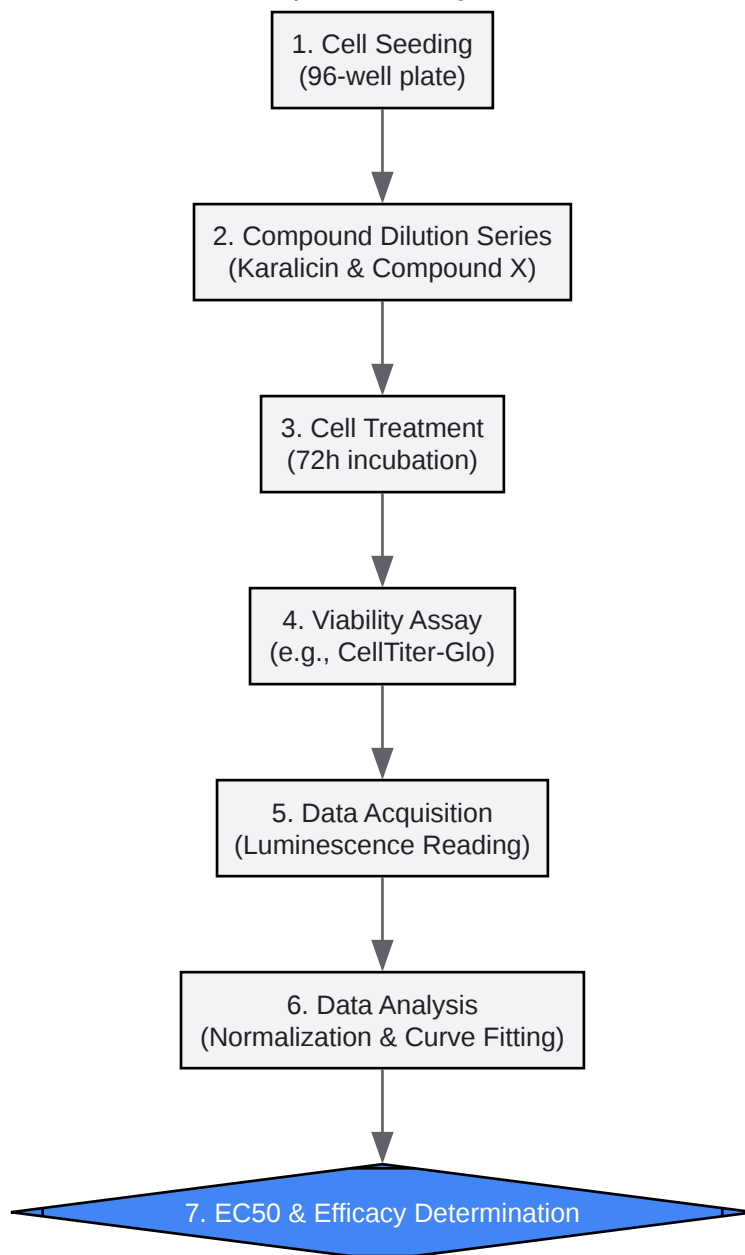 1. Cell Seeding
(96-well plate)
2. Compound Dilution Series
(Karalicin & Compound X)
3. Cell Treatment
(72h incubation)
4. Viability Assay
(e.g., CellTiter-Glo)
5. Data Acquisition
(Luminescence Reading)
6. Data Analysis
(Normalization & Curve Fitting)
7. EC50 & Efficacy Determination